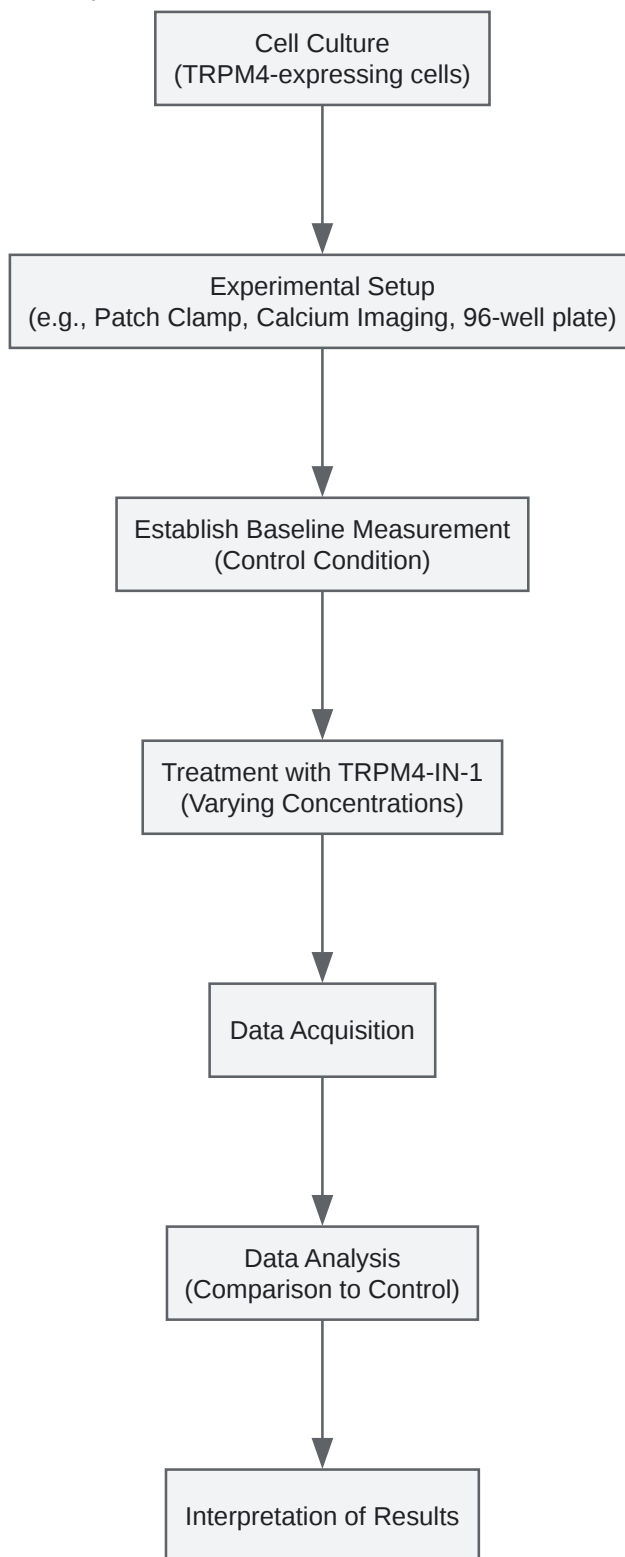 Cell Culture
(TRPM4-expressing cells)
Experimental Setup
(e.g., Patch Clamp, Calcium Imaging, 96-well plate)
Establish Baseline Measurement
(Control Condition)
Treatment with TRPM4-IN-1
(Varying Concentrations)
Data Acquisition
Data Analysis
(Comparison to Control)
Interpretation of Results